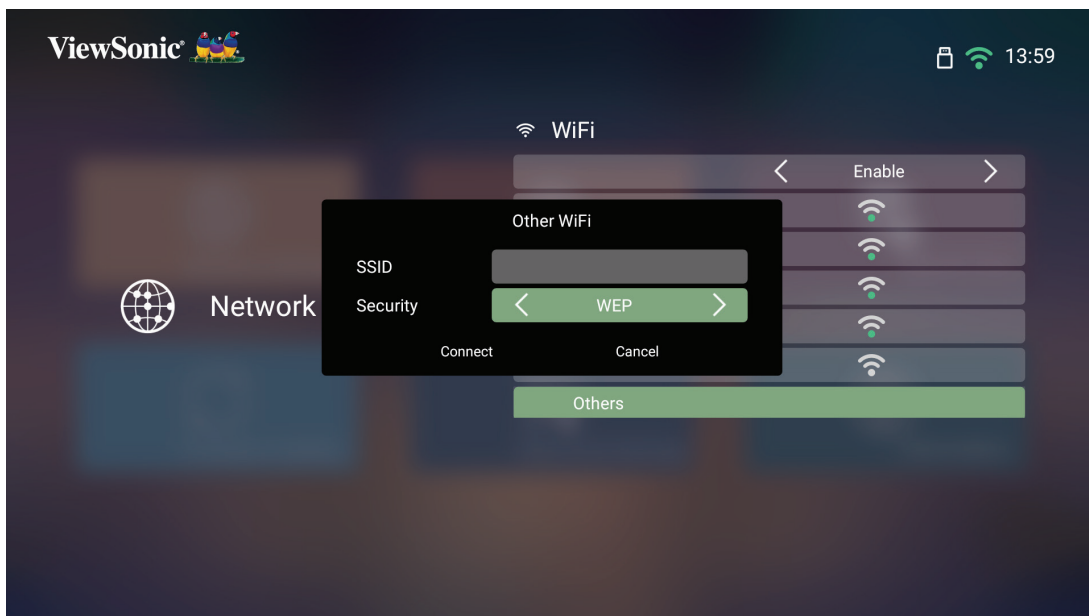 ViewSonic®
13:59
WiFi
Enable
Other WiFi
SSID
Network
Security
WEP
Connect
Cancel
Others